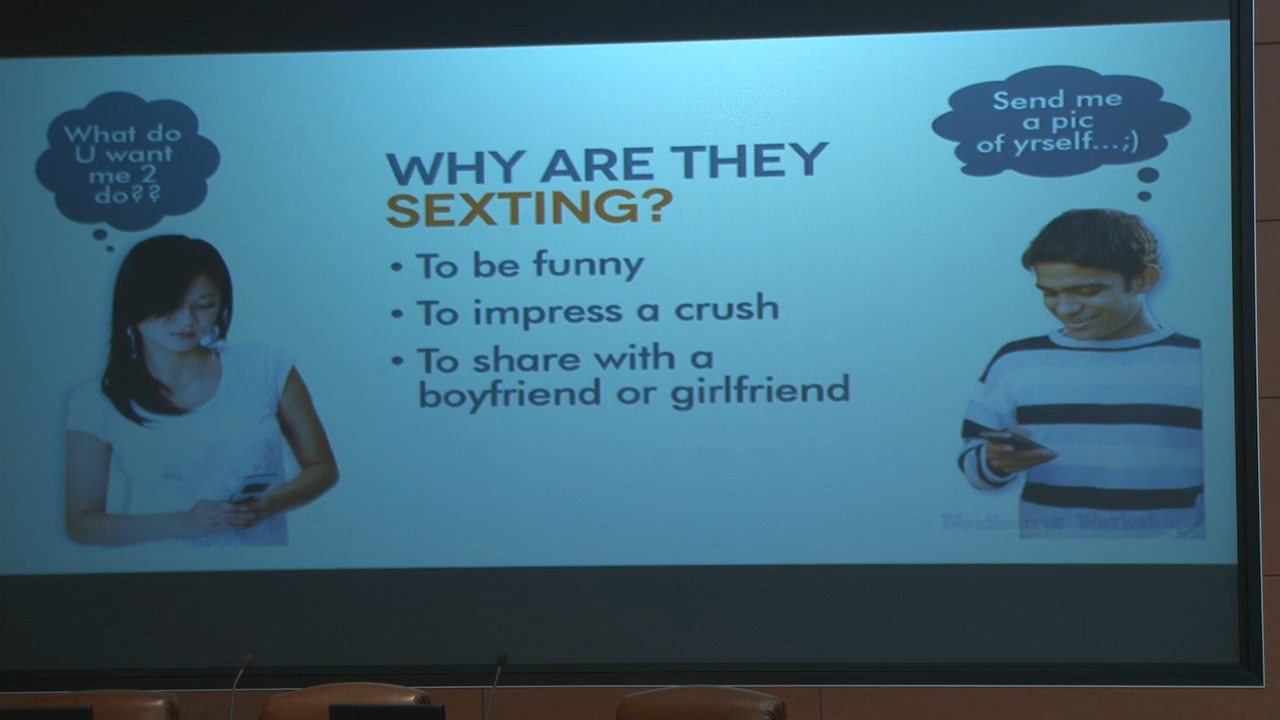 What do
U want
me 2
do??
Send me
a pic
of yrself...;)
WHY ARE THEY
SEXTING?
• To be funny
• To impress a crush
• To share with a
boyfriend or girlfriend
NetSmartz Workshop